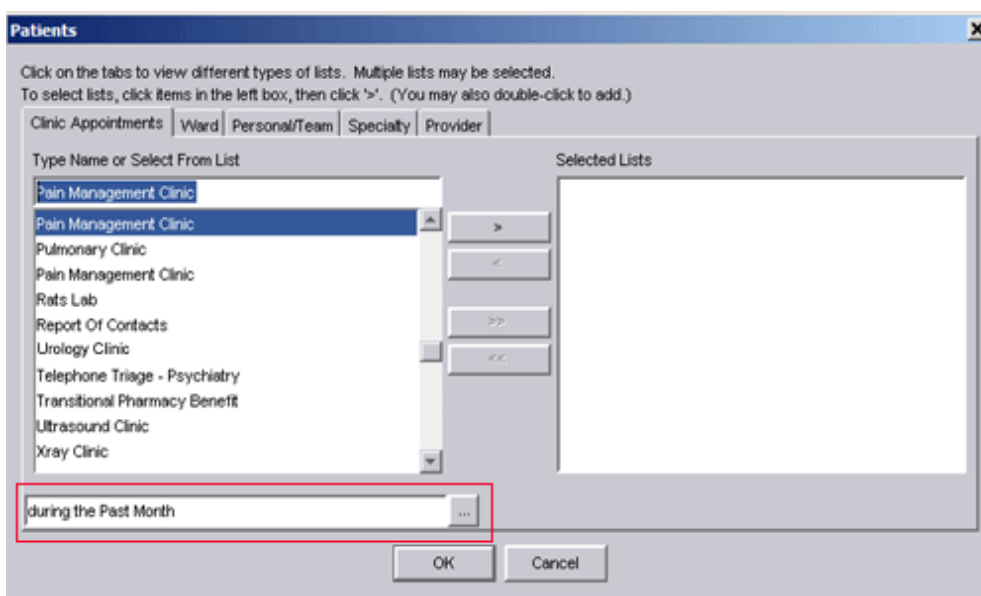 Patients
Click on the tabs to view different types of lists. Multiple lists may be selected.
To select lists, click items in the left box, then click '>'. (You may also double-click to add.)
Clinic Appointments Ward Personal/Team Specialty Provider
Type Name or Select From List
Selected Lists
Pain Management Clinic
Pain Management Clinic
Pulmonary Clinic
Pain Management Clinic
Rats Lab
Report Of Contacts
Urology Clinic
Telephone Triage - Psychiatry
Transitional Pharmacy Benefit
Ultrasound Clinic
Xray Clinic
>
<
>>
<<
during the Past Month ...
OK Cancel